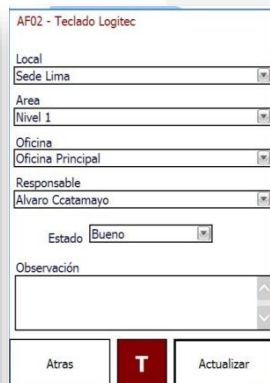 AF02 - Teclado Logitec
Local
Sede Lima
Area
Nivel 1
Oficina
Oficina Principal
Responsable
Alvaro Ccatamayo
Estado Bueno
Observación
Atras T Actualizar